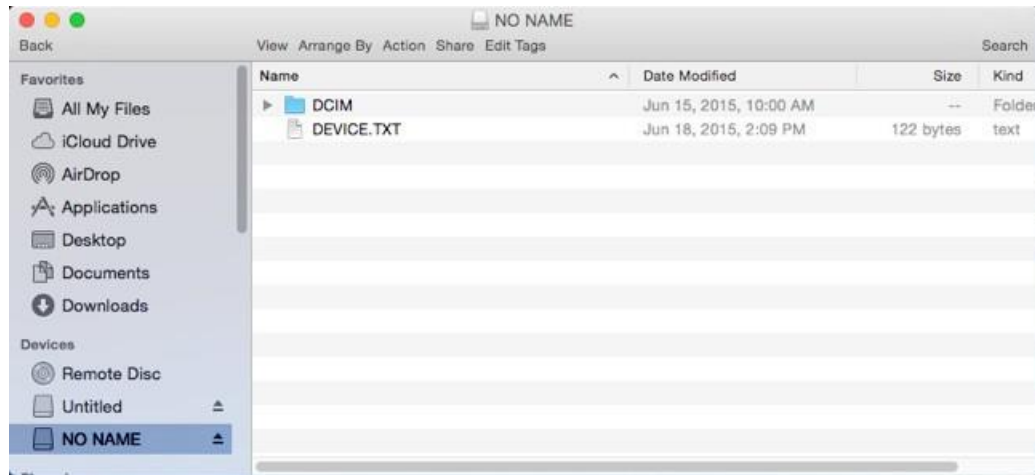 NO NAME
Back View Arrange By Action Share Edit Tags Search
Favorites
All My Files
iCloud Drive
AirDrop
Applications
Desktop
Documents
Downloads
Devices
Remote Disc
Untitled
NO NAME
Name Date Modified Size Kind
DCIM Jun 15, 2015, 10:00 AM -- Folder
DEVICE.TXT Jun 18, 2015, 2:09 PM 122 bytes text